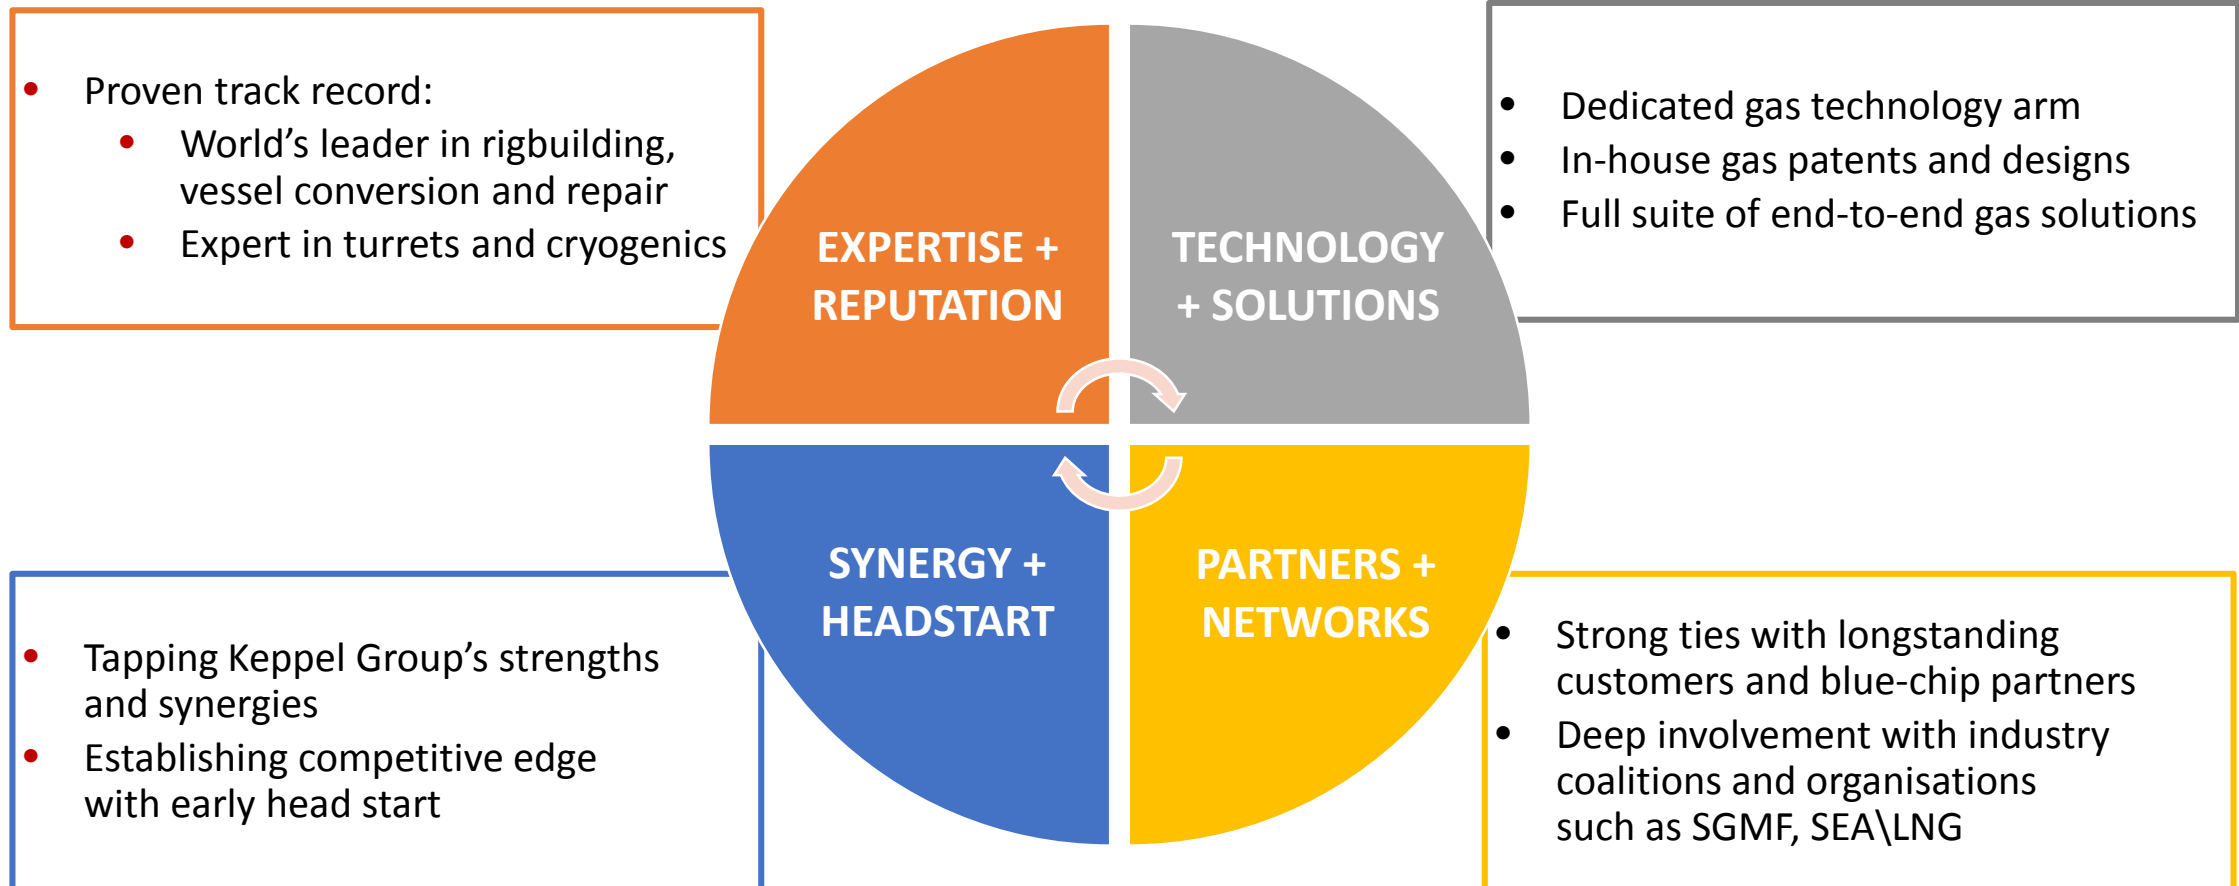 • Proven track record:
• World’s leader in rigbuilding,
vessel conversion and repair
• Expert in turrets and cryogenics
EXPERTISE +
REPUTATION
TECHNOLOGY
+ SOLUTIONS
• Dedicated gas technology arm
• In-house gas patents and designs
• Full suite of end-to-end gas solutions
• Tapping Keppel Group’s strengths
and synergies
• Establishing competitive edge
with early head start
SYNERGY +
HEADSTART
PARTNERS +
NETWORKS
• Strong ties with longstanding
customers and blue-chip partners
• Deep involvement with industry
coalitions and organisations
such as SGMF, SEA\LNG